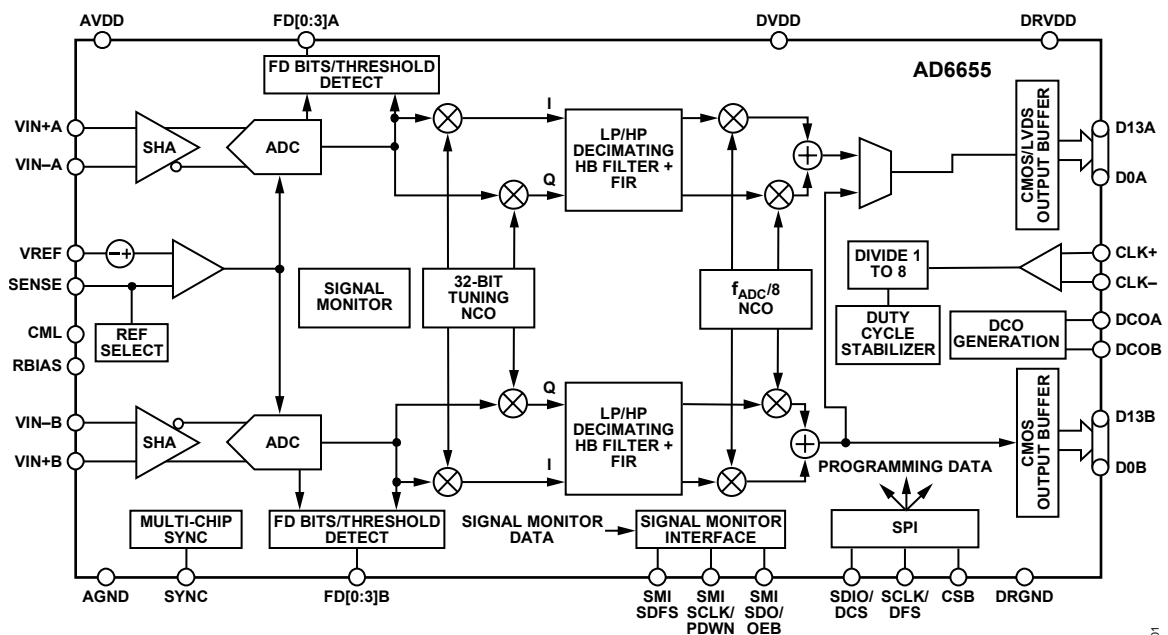 AVDD
FD[0:3]A
DVDD
DRVDD
AD6655
FD BITS/THRESHOLD
DETECT
VIN+A
VIN–A
SHA
ADC
I
Q
LP/HP
DECIMATING
HB FILTER +
FIR
CMOS/LVDS
OUTPUT BUFFER
D13A
D0A
VREF
SENSE
CML
RBIAS
REF
SELECT
SIGNAL
MONITOR
32-BIT
TUNING
NCO
fADC/8
NCO
DIVIDE 1
TO 8
DUTY
CYCLE
STABILIZER
DCO
GENERATION
CLK+
CLK–
DCOA
DCOB
VIN–B
VIN+B
SHA
ADC
Q
I
LP/HP
DECIMATING
HB FILTER +
FIR
CMOS
OUTPUT BUFFER
D13B
D0B
PROGRAMMING DATA
MULTI-CHIP
SYNC
FD BITS/THRESHOLD
DETECT
SIGNAL MONITOR
DATA
SIGNAL MONITOR
INTERFACE
SPI
AGND
SYNC
FD[0:3]B
SMI
SDFS
SMI
SCLK/
PDWN
SMI
SDO/
OEB
SDIO/
DCS
SCLK/
DFS
CSB
DRGND